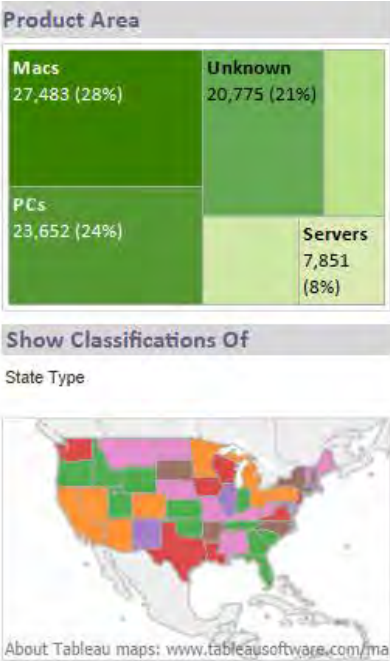 Product Area
Macs
27,483 (28%)
Unknown
20,775 (21%)
PCs
23,652 (24%)
Servers
7,851
(8%)
Show Classifications Of
State Type
About Tableau maps: www.tableausoftware.com/ma